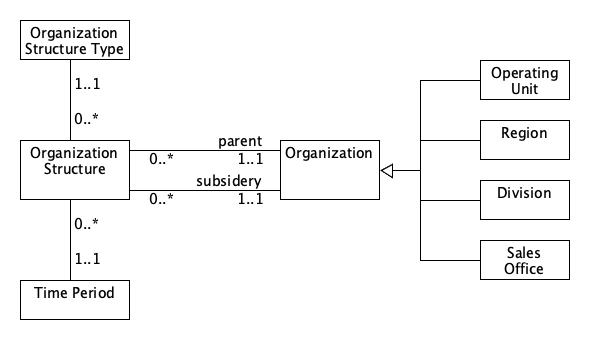 Organization
Structure Type
1..1
0..*
Organization
Structure
parent
0..*
1..1
subsidery
0..*
1..1
Organization
0..*
1..1
Time Period
Operating
Unit
Region
Division
Sales
Office